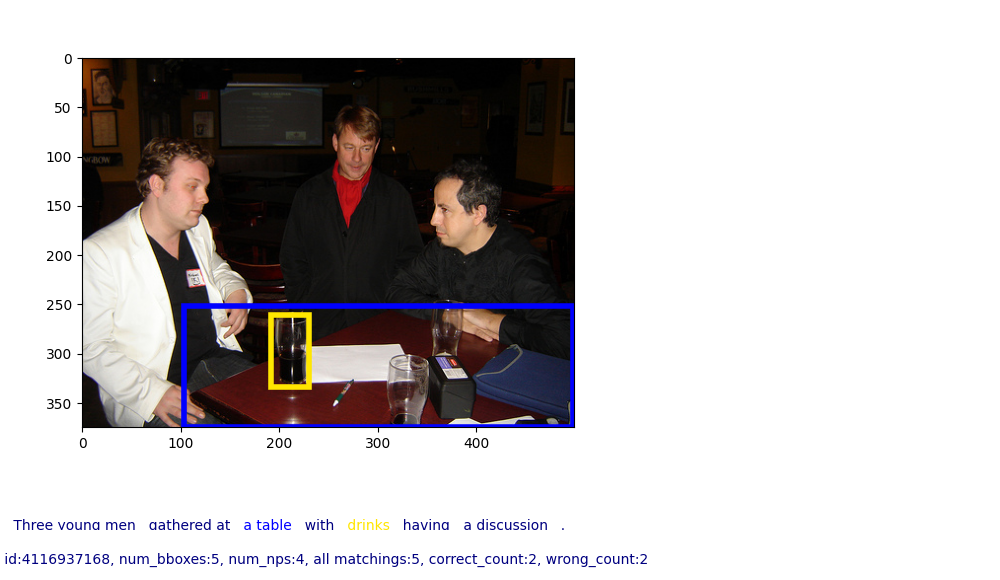 0
50
100
150
200
250
300
350
NGBOW
0 100 200 300 400
Three young men gathered at a table with drinks having a discussion .
id:4116937168, num_bboxes:5, num_nps:4, all matchings:5, correct_count:2, wrong_count:2